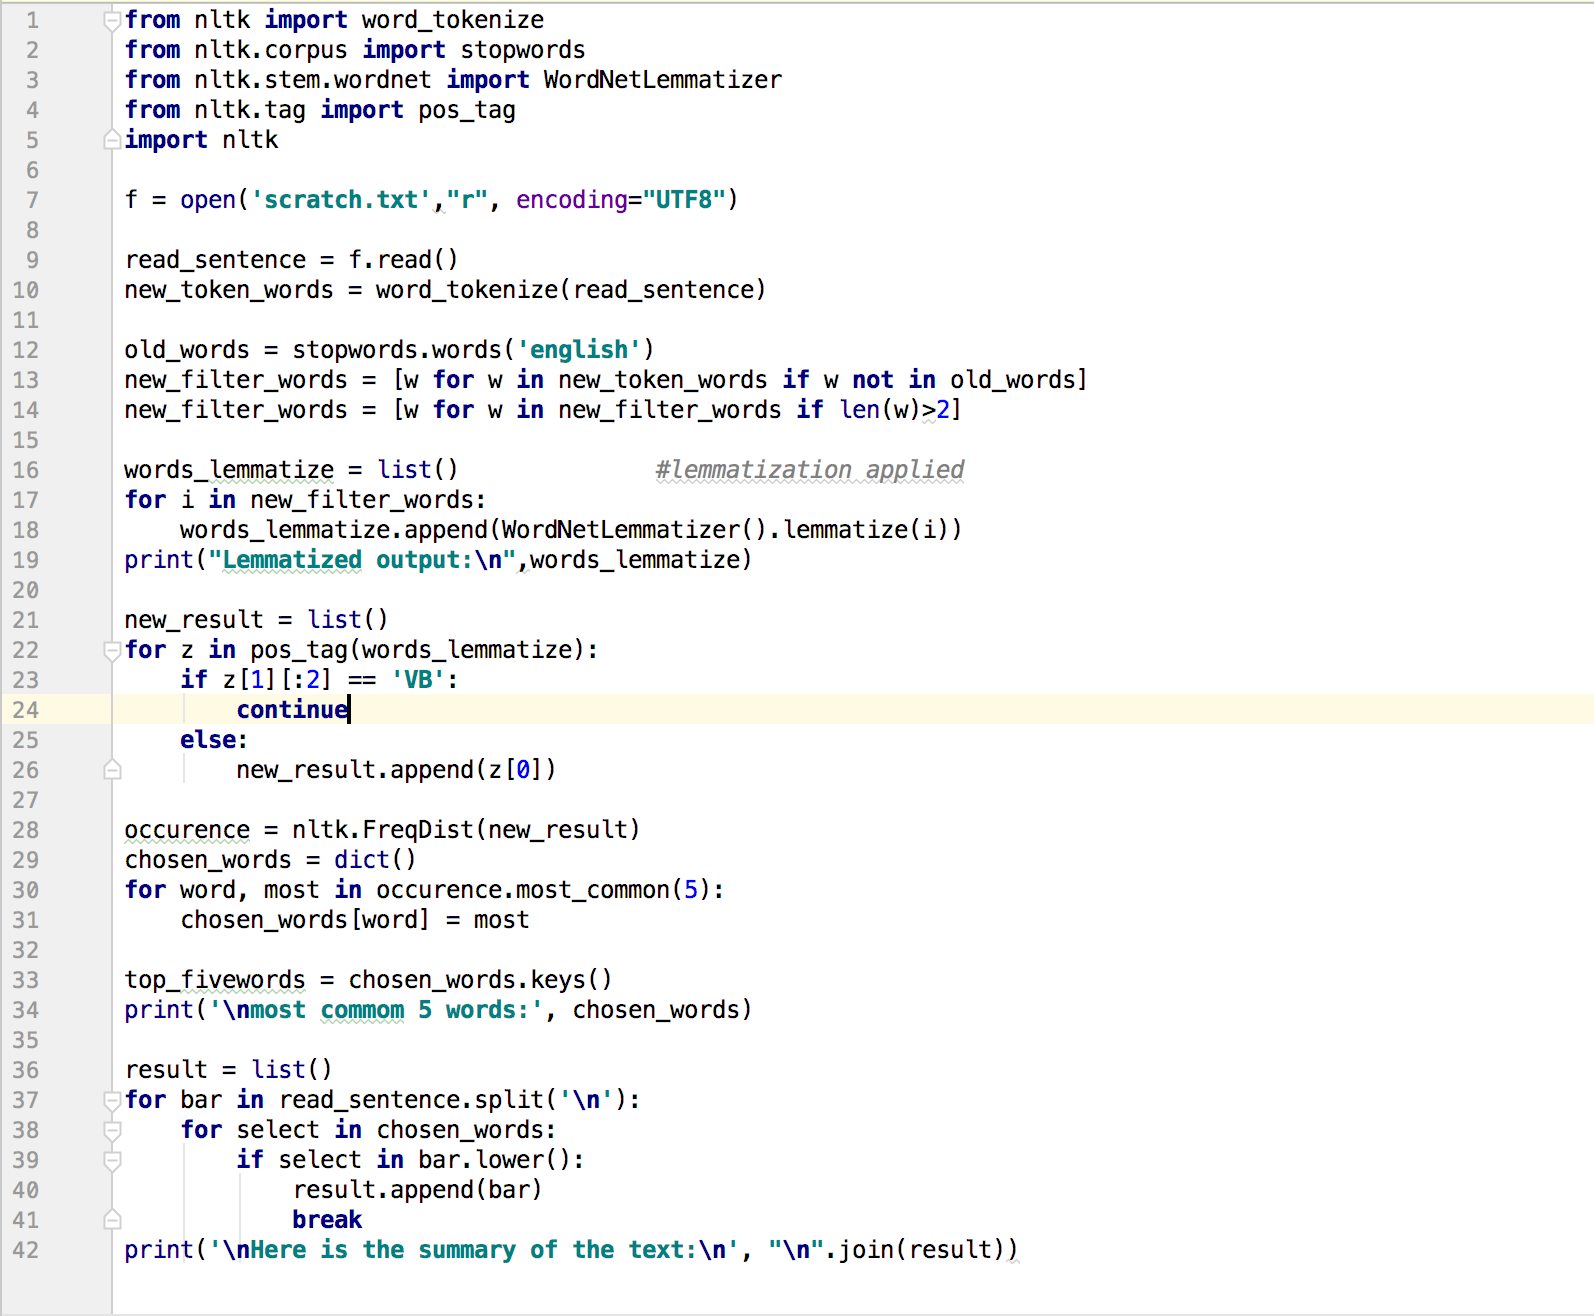 1 from nltk import word_tokenize
2 from nltk.corpus import stopwords
3 from nltk.stem.wordnet import WordNetLemmatizer
4 from nltk.tag import pos_tag
5 import nltk
6
7 f = open('scratch.txt',"r", encoding="UTF8")
8
9 read_sentence = f.read()
10 new_token_words = word_tokenize(read_sentence)
11
12 old_words = stopwords.words('english')
13 new_filter_words = [w for w in new_token_words if w not in old_words]
14 new_filter_words = [w for w in new_filter_words if len(w)>2]
15
16 words_lemmatize = list()              #lemmatization applied
17 for i in new_filter_words:
18     words_lemmatize.append(WordNetLemmatizer().lemmatize(i))
19 print("Lemmatized output:\n",words_lemmatize)
20
21 new_result = list()
22 for z in pos_tag(words_lemmatize):
23     if z[1][:2] == 'VB':
24         continue
25     else:
26         new_result.append(z[0])
27
28 occurence = nltk.FreqDist(new_result)
29 chosen_words = dict()
30 for word, most in occurence.most_common(5):
31     chosen_words[word] = most
32
33 top_fivewords = chosen_words.keys()
34 print('\nmost commom 5 words:', chosen_words)
35
36 result = list()
37 for bar in read_sentence.split('\n'):
38     for select in chosen_words:
39         if select in bar.lower():
40             result.append(bar)
41             break
42 print('\nHere is the summary of the text:\n', "\n".join(result))